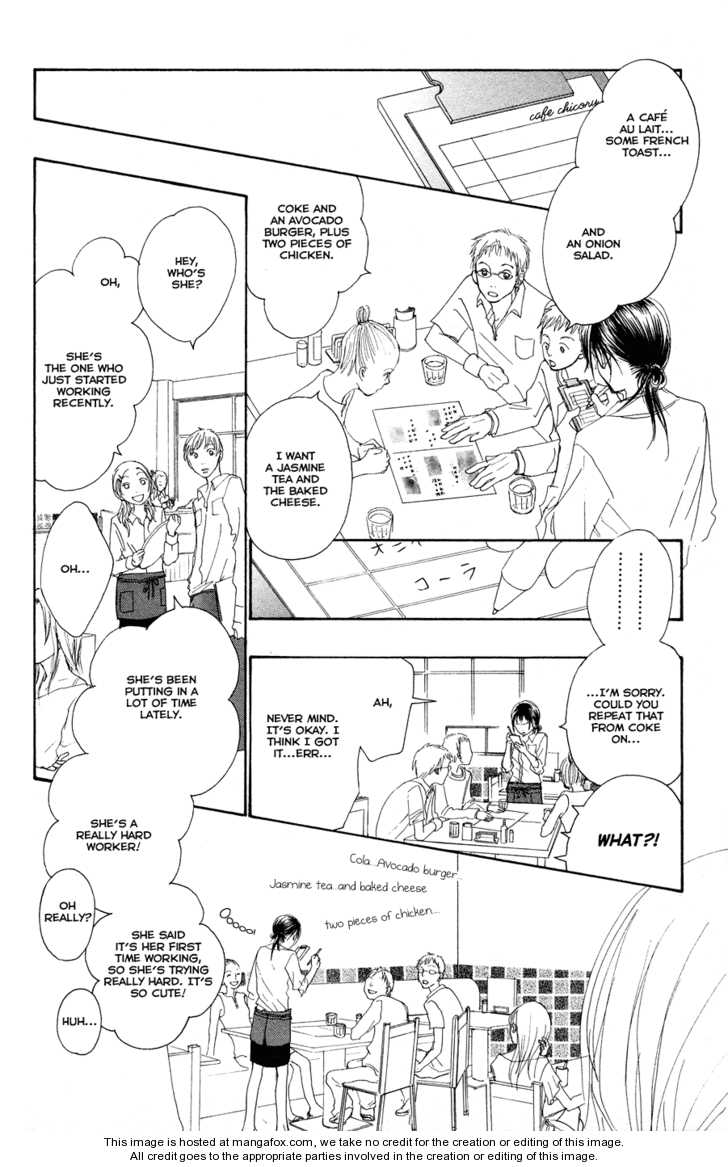 cafe chicory
A CAFÉ
AU LAIT...
SOME FRENCH
TOAST...
AND
AN ONION
SALAD.
COKE AND
AN AVOCADO
BURGER, PLUS
TWO PIECES OF
CHICKEN.
I WANT
A JASMINE
TEA AND
THE BAKED
CHEESE.
オニオ
コーラ
HEY,
WHO'S
SHE?
OH,
SHE'S
THE ONE WHO
JUST STARTED
WORKING
RECENTLY.
OH...
SHE'S BEEN
PUTTING IN A
LOT OF TIME
LATELY.
SHE'S A
REALLY HARD
WORKER!
OH
REALLY?
SHE SAID
IT'S HER FIRST
TIME WORKING,
SO SHE'S TRYING
REALLY HARD. IT'S
SO CUTE!
HUH...
..........
...I'M SORRY.
COULD YOU
REPEAT THAT
FROM COKE
ON...
WHAT?!
AH,
NEVER MIND.
IT'S OKAY. I
THINK I GOT
IT...ERR...
Cola...Avocado burger
Jasmine tea...and baked cheese
two pieces of chicken...
Ooooo!
This image is hosted at mangafox.com, we take no credit for the creation or editing of this image.
All credit goes to the appropriate parties involved in the creation or editing of this image.